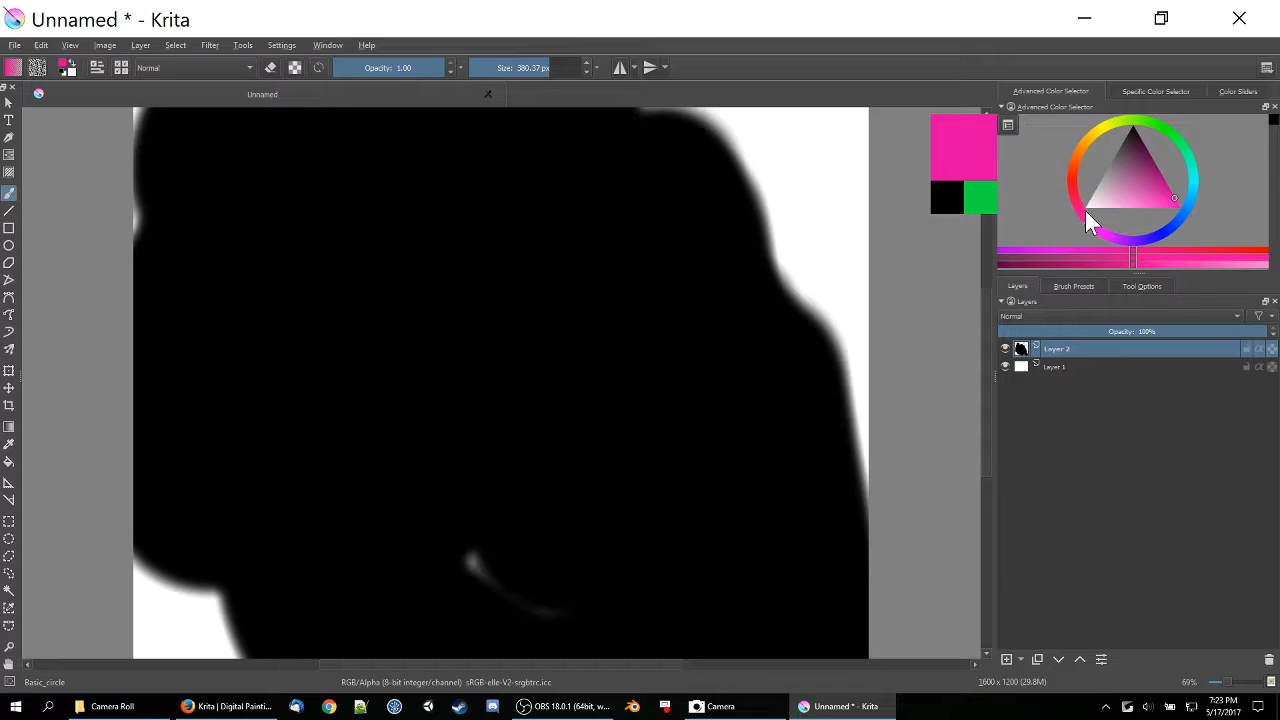 Unnamed * - Krita
File Edit View Image Layer Select Filter Tools Settings Window Help
Normal Opacity: 1.00 Size: 380.37 px
Unnamed
Advanced Color Selector Specific Color Selector Color Sliders
Advanced Color Selector
Layers Brush Presets Tool Options
Layers
Normal
Opacity: 100%
Layer 2
Layer 1
Basic_circle RGB/Alpha (8-bit integer/channel) sRGB-elle-V2-srgbtrc.icc 1600 x 1200 (29.8M) 69%
Camera Roll Krita | Digital Painti... OBS 18.0.1 (64bit, w... Camera Unnamed * - Krita 7:23 PM
5/17/2017